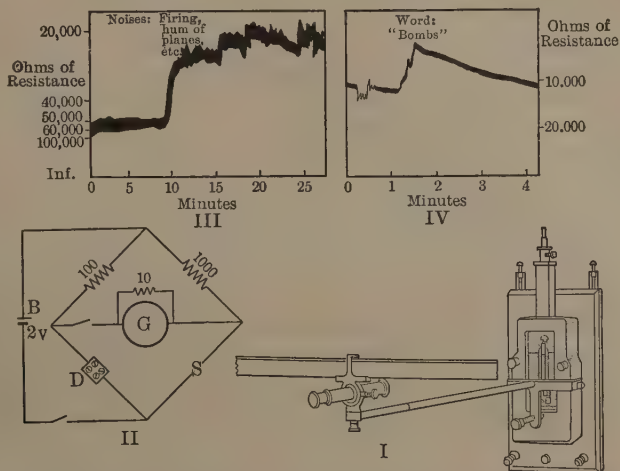 Noises: Firing,
hum of
planes,
etc.
20,000
Ohms of
Resistance
40,000
50,000
60,000
100,000
Inf.
0 5 10 15 20 25
Minutes
III
Word:
"Bombs"
Ohms of
Resistance
10,000
20,000
0 1 2 3 4
Minutes
IV
100
1000
10
G
B
2v
D
S
II
I